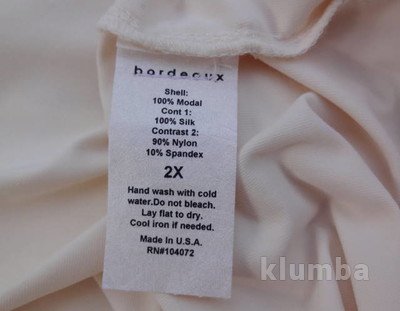 bordeaux
Shell:
100% Modal
Cont 1:
100% Silk
Contrast 2:
90% Nylon
10% Spandex
2X
Hand wash with cold
water.Do not bleach.
Lay flat to dry.
Cool iron if needed.
Made In U.S.A.
RN#104072
klumba